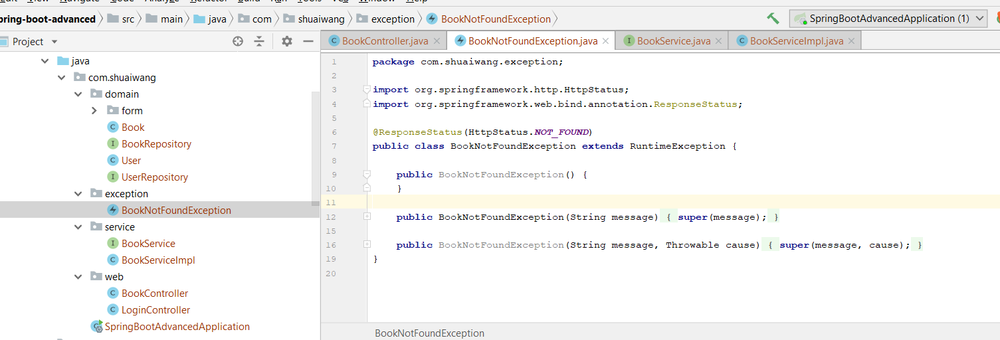 pring-boot-advanced src main java com shuaiwang exception BookNotFoundException SpringBootAdvancedApplication (1)
Project
BookController.java BookNotFoundException.java BookService.java BookServiceImpl.java
java
com.shuaiwang
domain
form
Book
BookRepository
User
UserRepository
exception
BookNotFoundException
service
BookService
BookServiceImpl
web
BookController
LoginController
SpringBootAdvancedApplication
1 package com.shuaiwang.exception;
2
3 import org.springframework.http.HttpStatus;
4 import org.springframework.web.bind.annotation.ResponseStatus;
5
6 @ResponseStatus(HttpStatus.NOT_FOUND)
7 public class BookNotFoundException extends RuntimeException {
8
9 public BookNotFoundException() {
10 }
11
12 public BookNotFoundException(String message) { super(message); }
15
16 public BookNotFoundException(String message, Throwable cause) { super(message, cause); }
19 }
20
BookNotFoundException